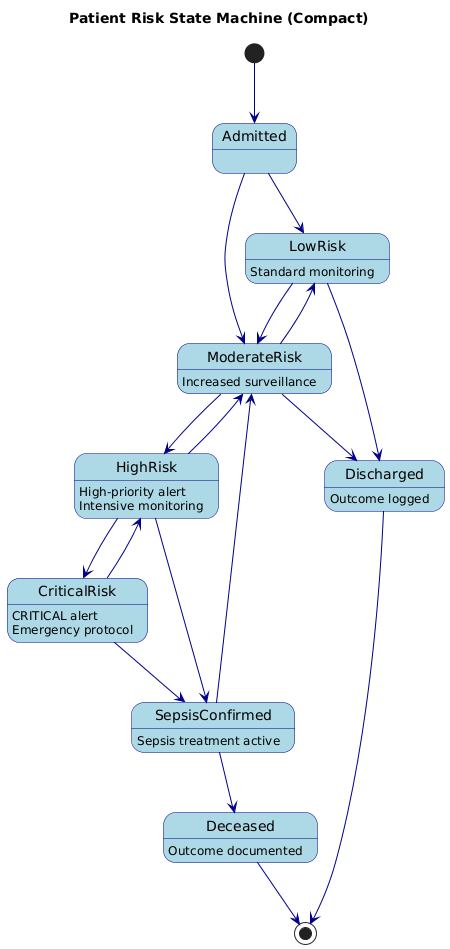 Patient Risk State Machine (Compact)
Admitted
LowRisk
Standard monitoring
ModerateRisk
Increased surveillance
HighRisk
High-priority alert
Intensive monitoring
Discharged
Outcome logged
CriticalRisk
CRITICAL alert
Emergency protocol
SepsisConfirmed
Sepsis treatment active
Deceased
Outcome documented